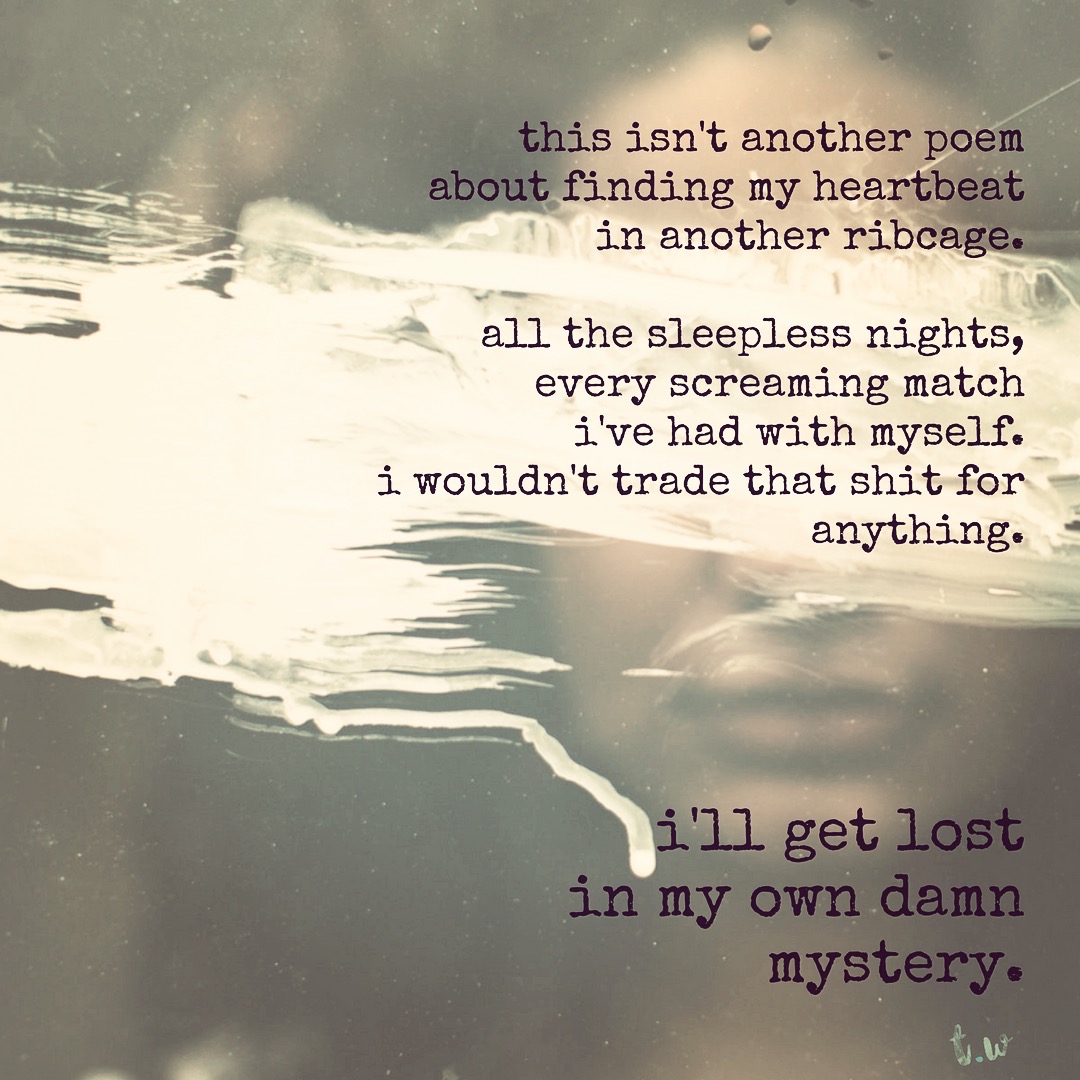 this isn't another poem
about finding my heartbeat
in another ribcage.
all the sleepless nights,
every screaming match
i've had with myself.
i wouldn't trade that shit for
anything.
i'll get lost
in my own damn
mystery.
t.w